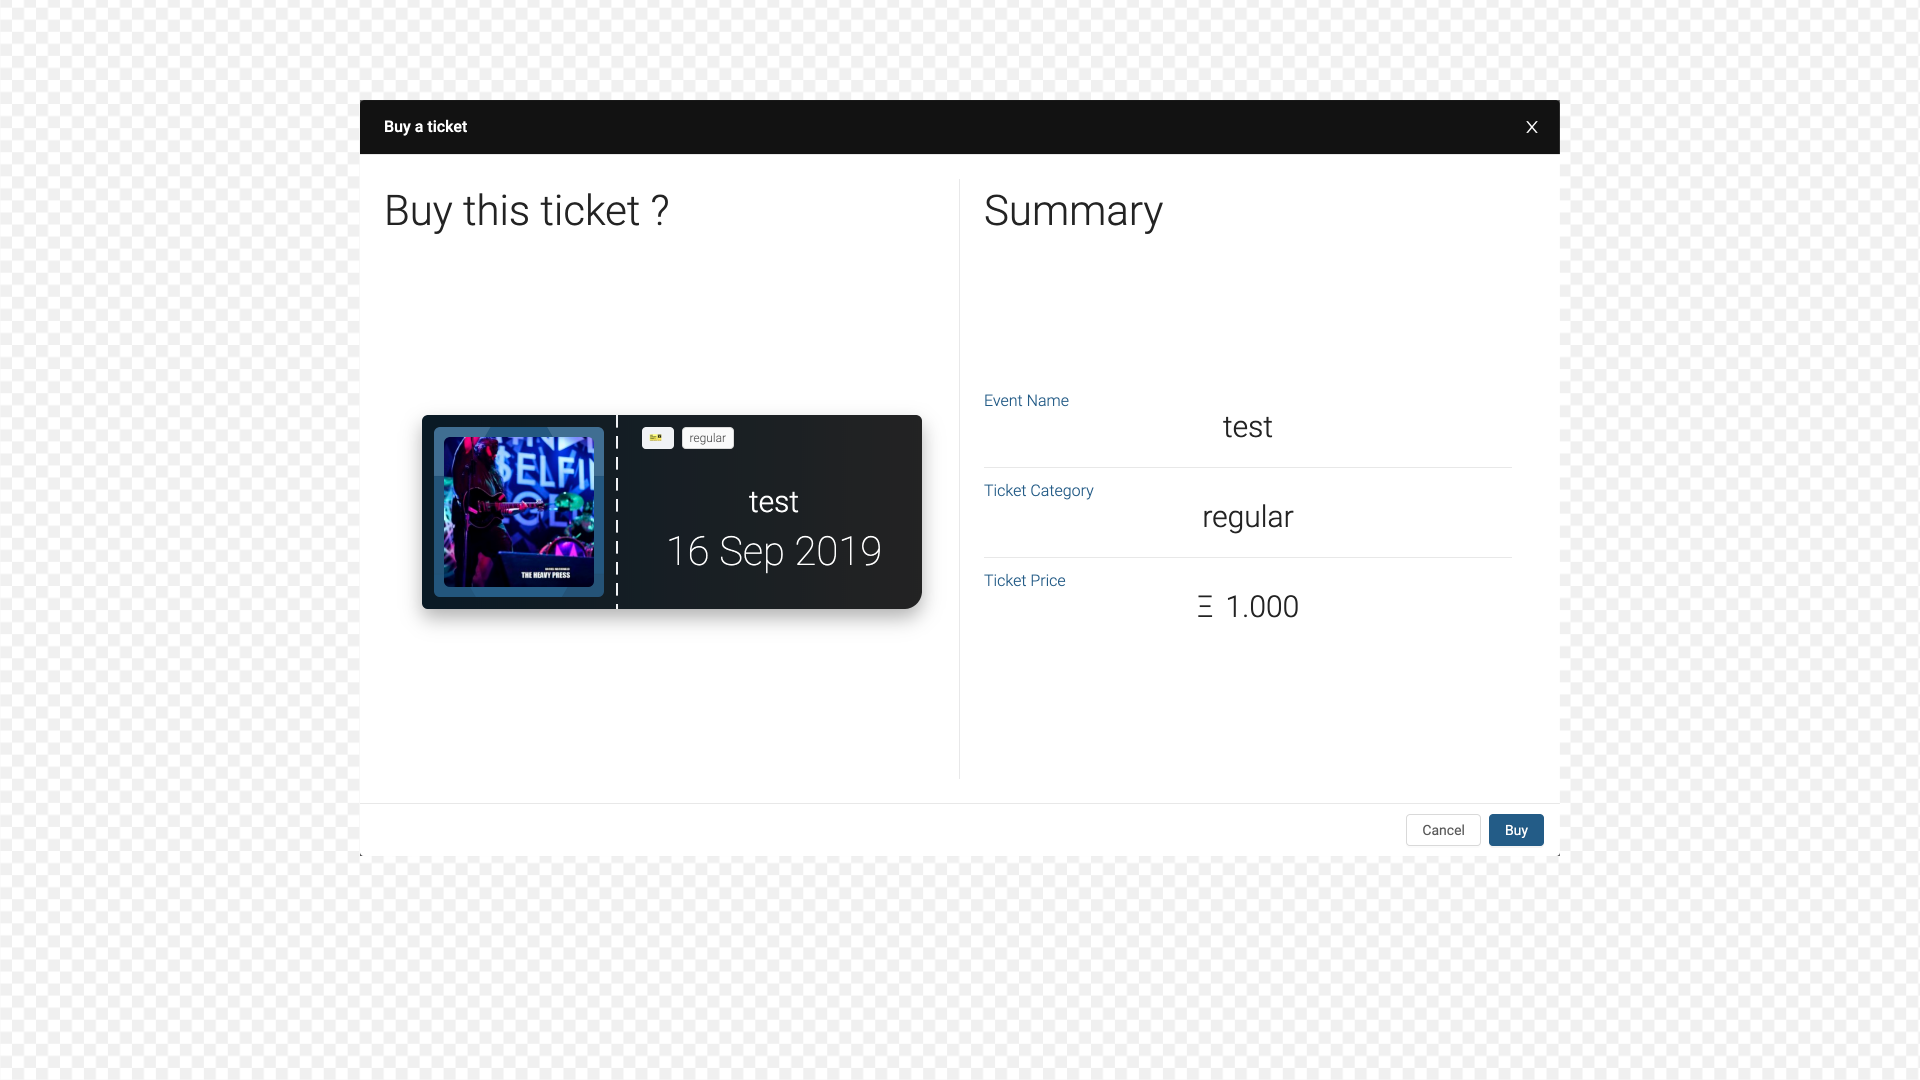 Buy a ticket
X
Buy this ticket ?
SELFI
THE HEAVY PRESS
regular
test
16 Sep 2019
Summary
Event Name
test
Ticket Category
regular
Ticket Price
Ξ 1.000
Cancel
Buy